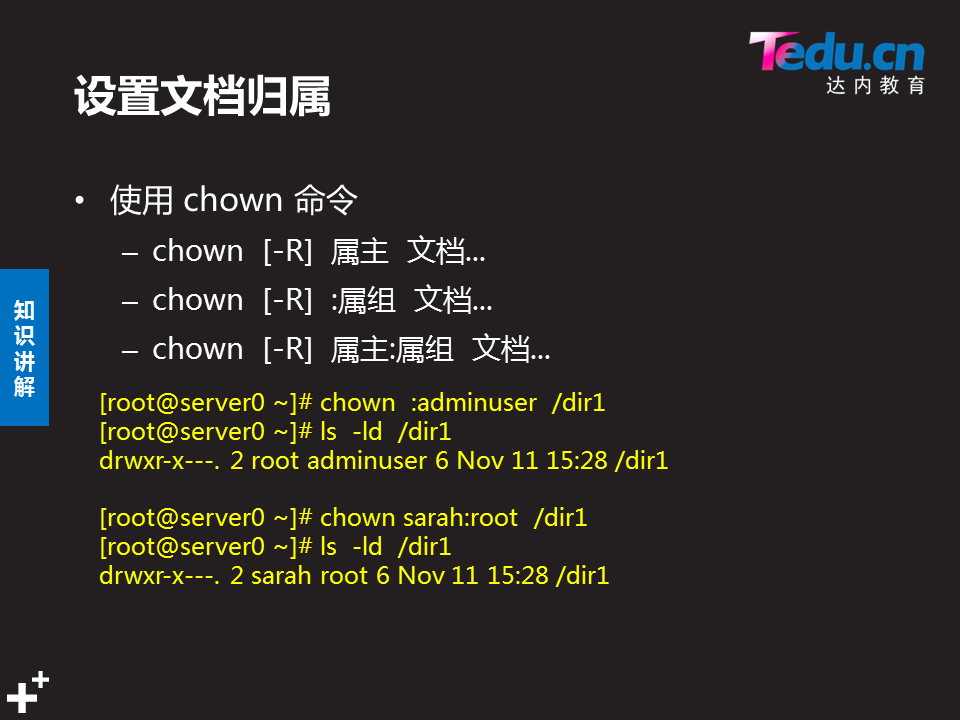 Tedu.cn
达内教育
设置文档归属
• 使用 chown 命令
– chown [-R] 属主 文档...
– chown [-R] :属组 文档...
– chown [-R] 属主:属组 文档...
知识讲解
[root@server0 ~]# chown :adminuser /dir1
[root@server0 ~]# ls -ld /dir1
drwxr-x---. 2 root adminuser 6 Nov 11 15:28 /dir1
[root@server0 ~]# chown sarah:root /dir1
[root@server0 ~]# ls -ld /dir1
drwxr-x---. 2 sarah root 6 Nov 11 15:28 /dir1